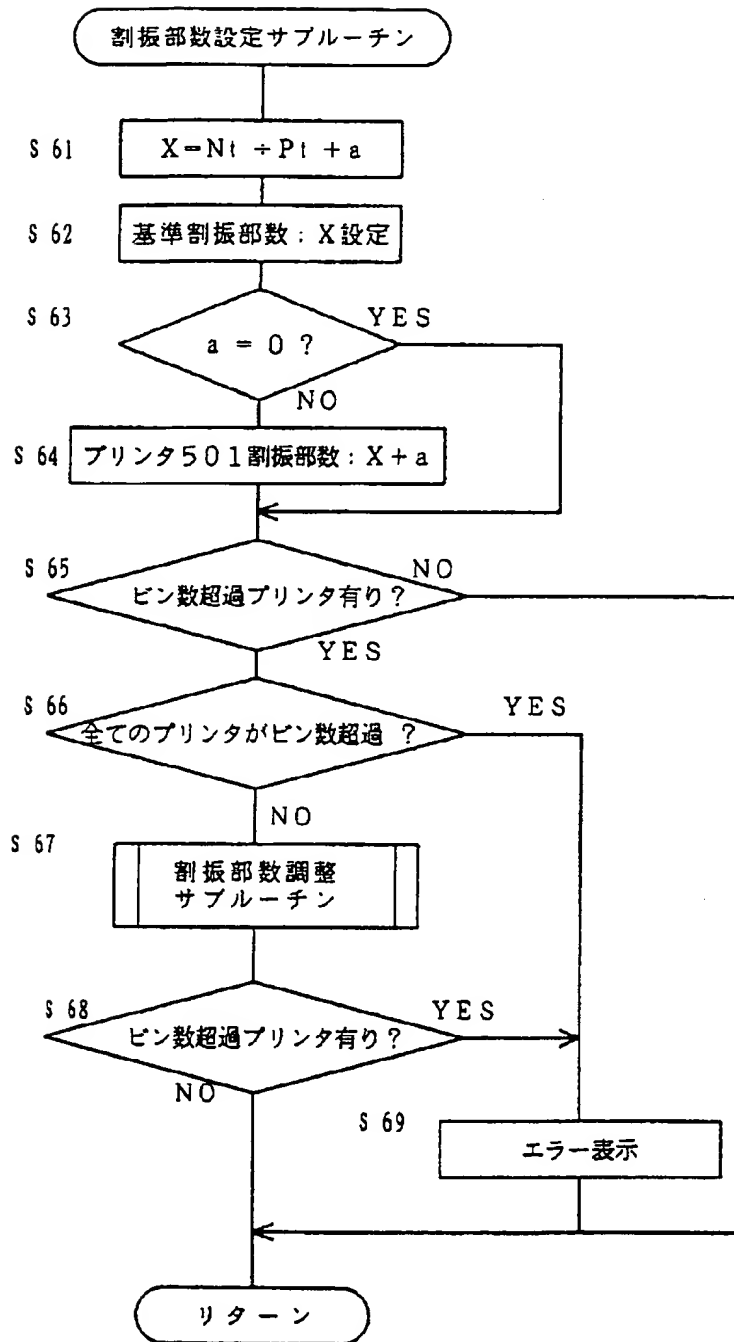 割振部数設定サブルーチン
S 61
X=Nt÷Pt+a
S 62
基準割振部数:X設定
S 63
YES
a = 0 ?
NO
S 64
プリンタ501割振部数:X+a
S 65
NO
ビン数超過プリンタ有り?
YES
S 66
YES
全てのプリンタがビン数超過 ?
NO
S 67
割振部数調整
サブルーチン
S 68
YES
ビン数超過プリンタ有り?
NO
S 69
エラー表示
リターン